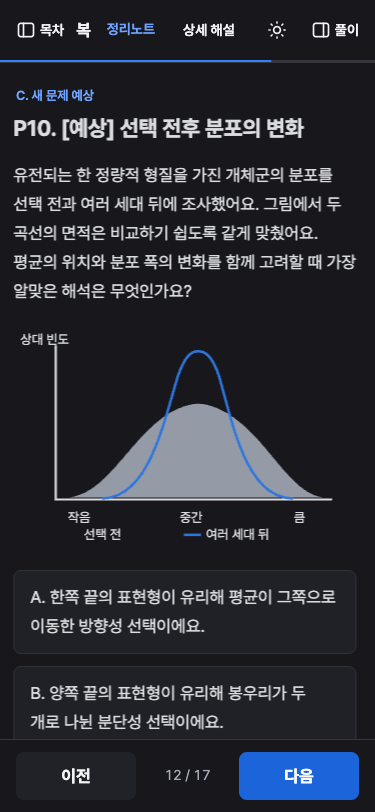 목차 복 정리노트 상세 해설 풀이
C. 새 문제 예상
P10. [예상] 선택 전후 분포의 변화
유전되는 한 정량적 형질을 가진 개체군의 분포를
선택 전과 여러 세대 뒤에 조사했어요. 그림에서 두
곡선의 면적은 비교하기 쉽도록 같게 맞췄어요.
평균의 위치와 분포 폭의 변화를 함께 고려할 때 가장
알맞은 해석은 무엇인가요?
상대 빈도
작음 중간 큼
선택 전 여러 세대 뒤
A. 한쪽 끝의 표현형이 유리해 평균이 그쪽으로
이동한 방향성 선택이에요.
B. 양쪽 끝의 표현형이 유리해 봉우리가 두
개로 나뉜 분단성 선택이에요.
이전 12 / 17 다음